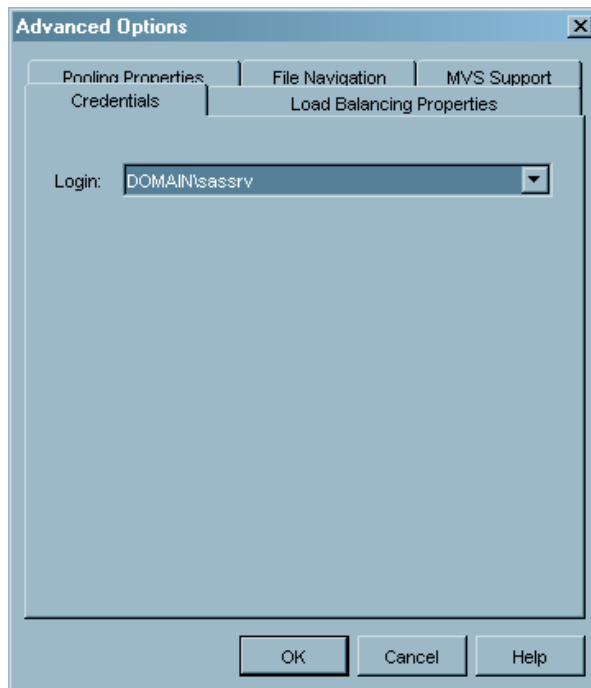 Advanced Options
Pooling Properties File Navigation MVS Support
Credentials Load Balancing Properties
Login: DOMAIN\sassrv
OK Cancel Help